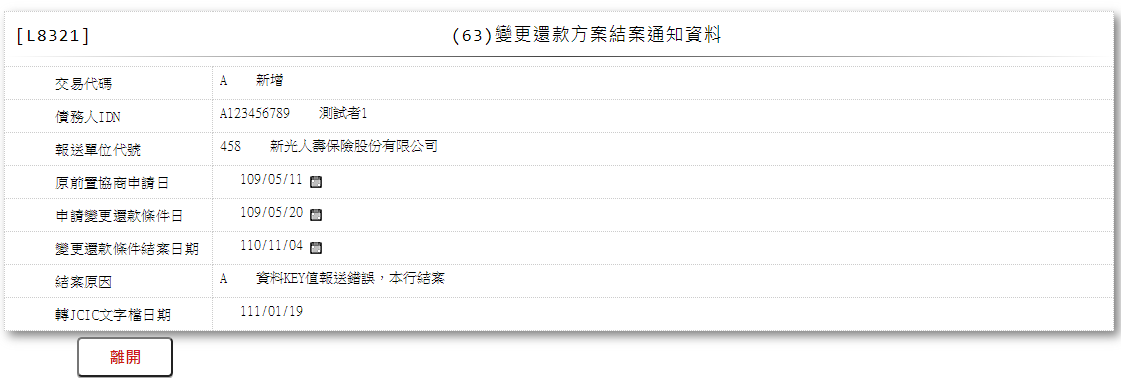 [L8321] (63)變更還款方案結案通知資料
交易代碼 A 新增
債務人IDN A123456789 測試者1
報送單位代號 458 新光人壽保險股份有限公司
原前置協商申請日 109/05/11
申請變更還款條件日 109/05/20
變更還款條件結案日期 110/11/04
結案原因 A 資料KEY值報送錯誤，本行結案
轉JCIC文字檔日期 111/01/19
離開